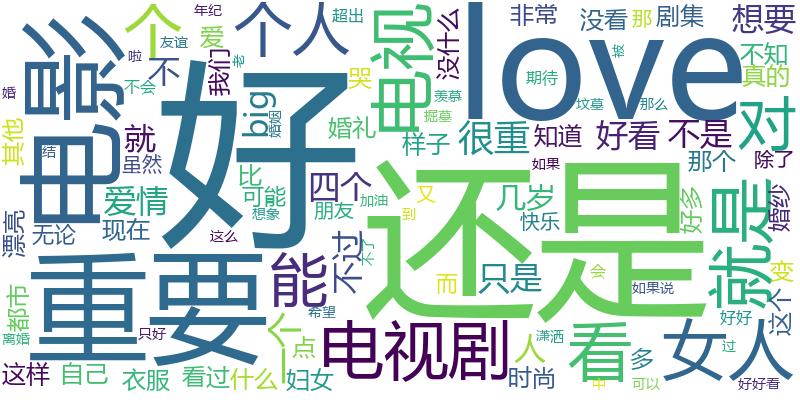 好
还是
love
电影
重要
电视剧
女人
就是
看
能
电视
个人
个
对
爱
不
我们
年纪
友谊
啦
不会
老
超出
哭
big
婚姻
婚礼
没什么
非常
没看
那
剧集
想要
不知
真的
被
期待
羡慕
坟墓
那么
掘墓
样子
很重
知道
好看
不是
那个
除了
婚
其他
结
就
虽然
爱情
比
可能
想象
四个
朋友
加油
到
又
几岁
快乐
如果
好多
婚纱
漂亮
无论
现在
这么
不过
不了
而
只是
会
如果说
变
这个
都市
离婚
只好
希望
个
点
人
潇洒
多
好好
过
这样
自己
衣服
看过
什么
妇女
时尚
中
可以
好好看